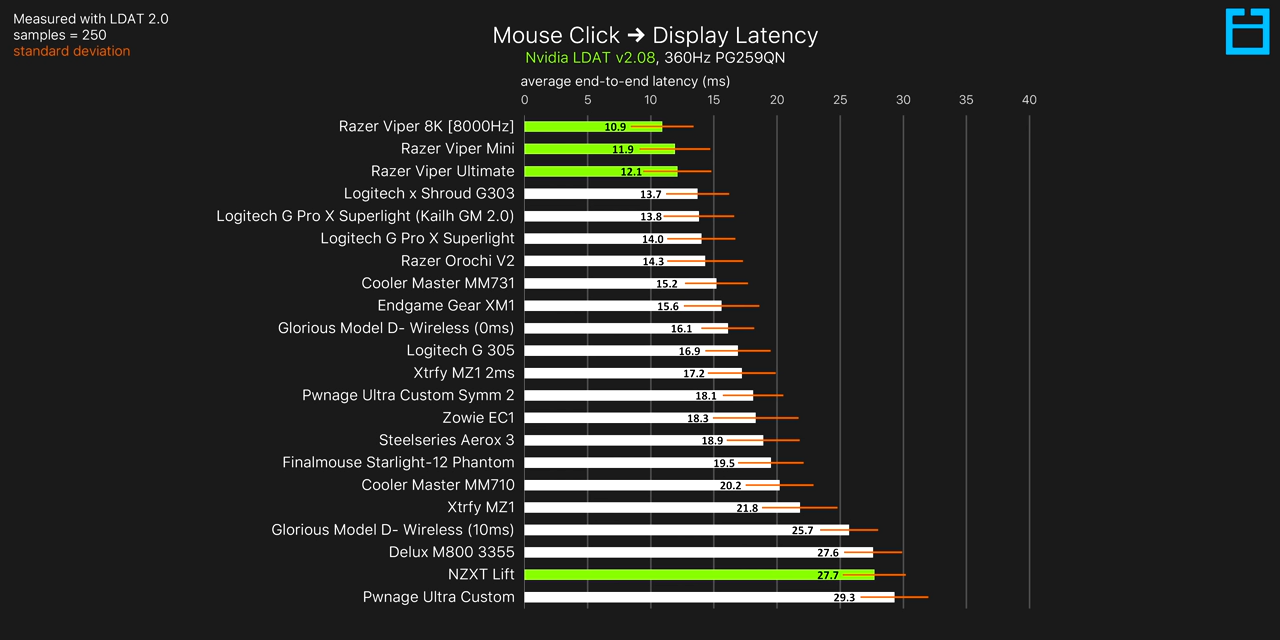 Measured with LDAT 2.0
samples = 250
standard deviation
Mouse Click → Display Latency
Nvidia LDAT v2.08, 360Hz PG259QN
average end-to-end latency (ms)
0 5 10 15 20 25 30 35 40
Razer Viper 8K [8000Hz] 10.9
Razer Viper Mini 11.9
Razer Viper Ultimate 12.1
Logitech x Shroud G303 13.7
Logitech G Pro X Superlight (Kailh GM 2.0) 13.8
Logitech G Pro X Superlight 14.0
Razer Orochi V2 14.3
Cooler Master MM731 15.2
Endgame Gear XM1 15.6
Glorious Model D- Wireless (0ms) 16.1
Logitech G 305 16.9
Xtrfy MZ1 2ms 17.2
Pwnage Ultra Custom Symm 2 18.1
Zowie EC1 18.3
Steelseries Aerox 3 18.9
Finalmouse Starlight-12 Phantom 19.5
Cooler Master MM710 20.2
Xtrfy MZ1 21.8
Glorious Model D- Wireless (10ms) 25.7
Delux M800 3355 27.6
NZXT Lift 27.7
Pwnage Ultra Custom 29.3